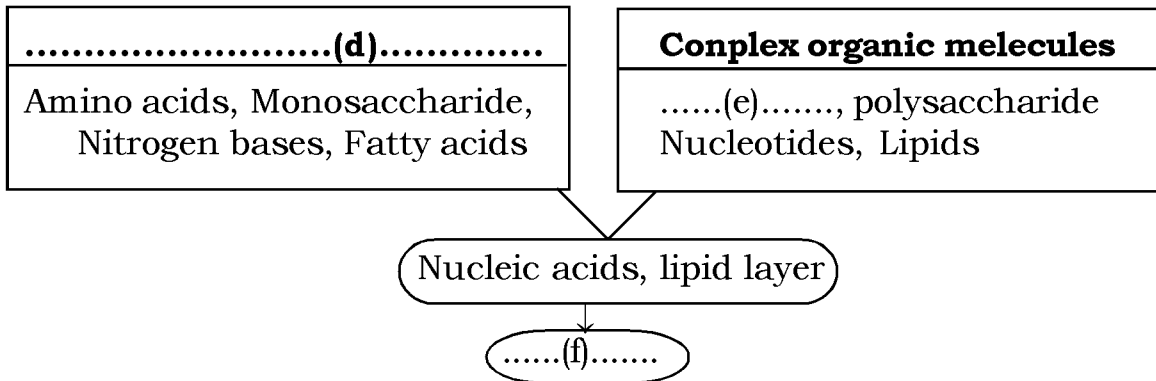 ..........................(d)..............
Amino acids, Monosaccharide,
Nitrogen bases, Fatty acids
Conplex organic melecules
......(e)......., polysaccharide
Nucleotides, Lipids
Nucleic acids, lipid layer
......(f).......